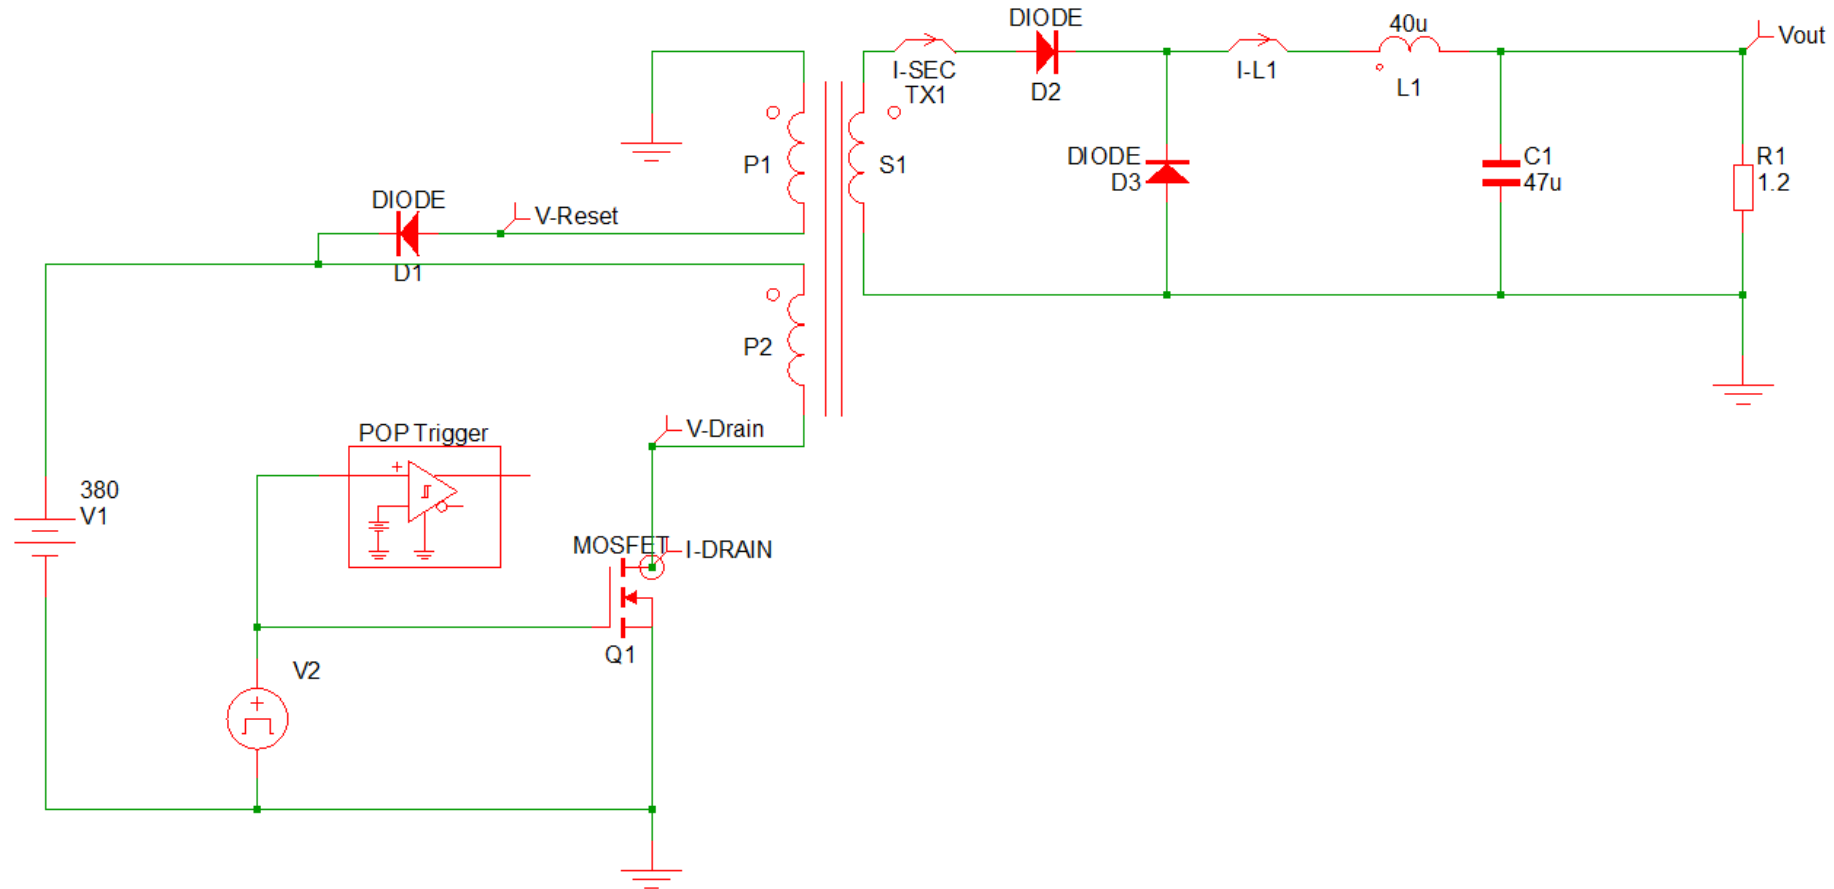 DIODE
D2
I-SEC
TX1
40u
L1
I-L1
Vout
P1
S1
DIODE
D3
C1
47u
R1
1.2
DIODE
D1
V-Reset
P2
V-Drain
POP Trigger
+
380
V1
MOSFET
I-DRAIN
Q1
V2
+